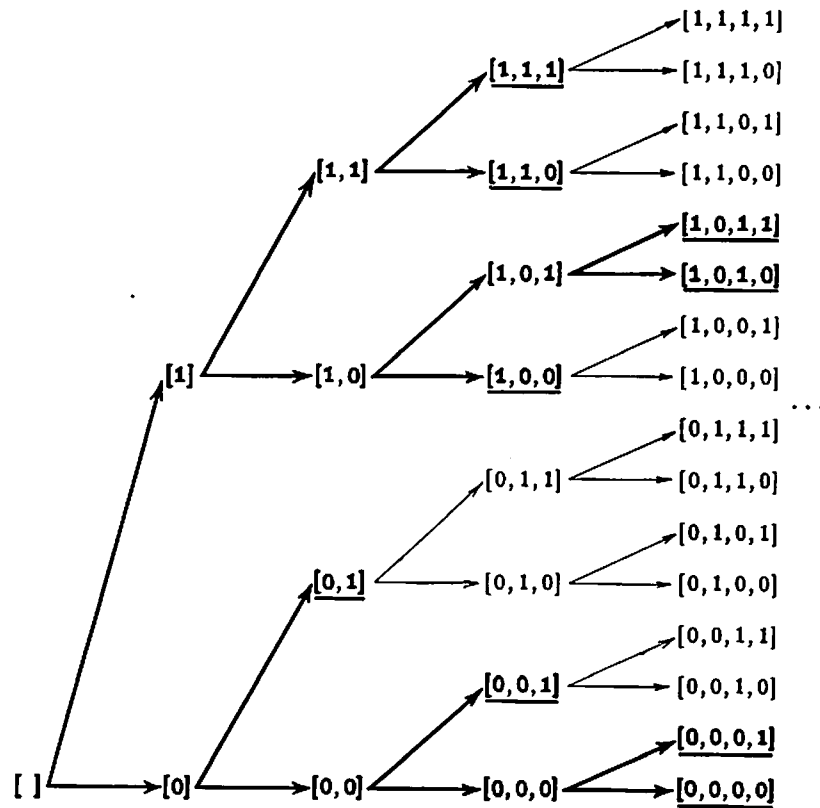 [1, 1, 1, 1]
[1, 1, 1] [1, 1, 1, 0]
[1, 1, 0, 1]
[1, 1] [1, 1, 0] [1, 1, 0, 0]
[1, 0, 1, 1]
[1, 0, 1] [1, 0, 1, 0]
[1, 0, 0, 1]
[1] [1, 0] [1, 0, 0] [1, 0, 0, 0]
...
[0, 1, 1, 1]
[0, 1, 1] [0, 1, 1, 0]
[0, 1, 0, 1]
[0, 1] [0, 1, 0] [0, 1, 0, 0]
[0, 0, 1, 1]
[0, 0, 1] [0, 0, 1, 0]
[0, 0, 0, 1]
[ ] [0] [0, 0] [0, 0, 0] [0, 0, 0, 0]